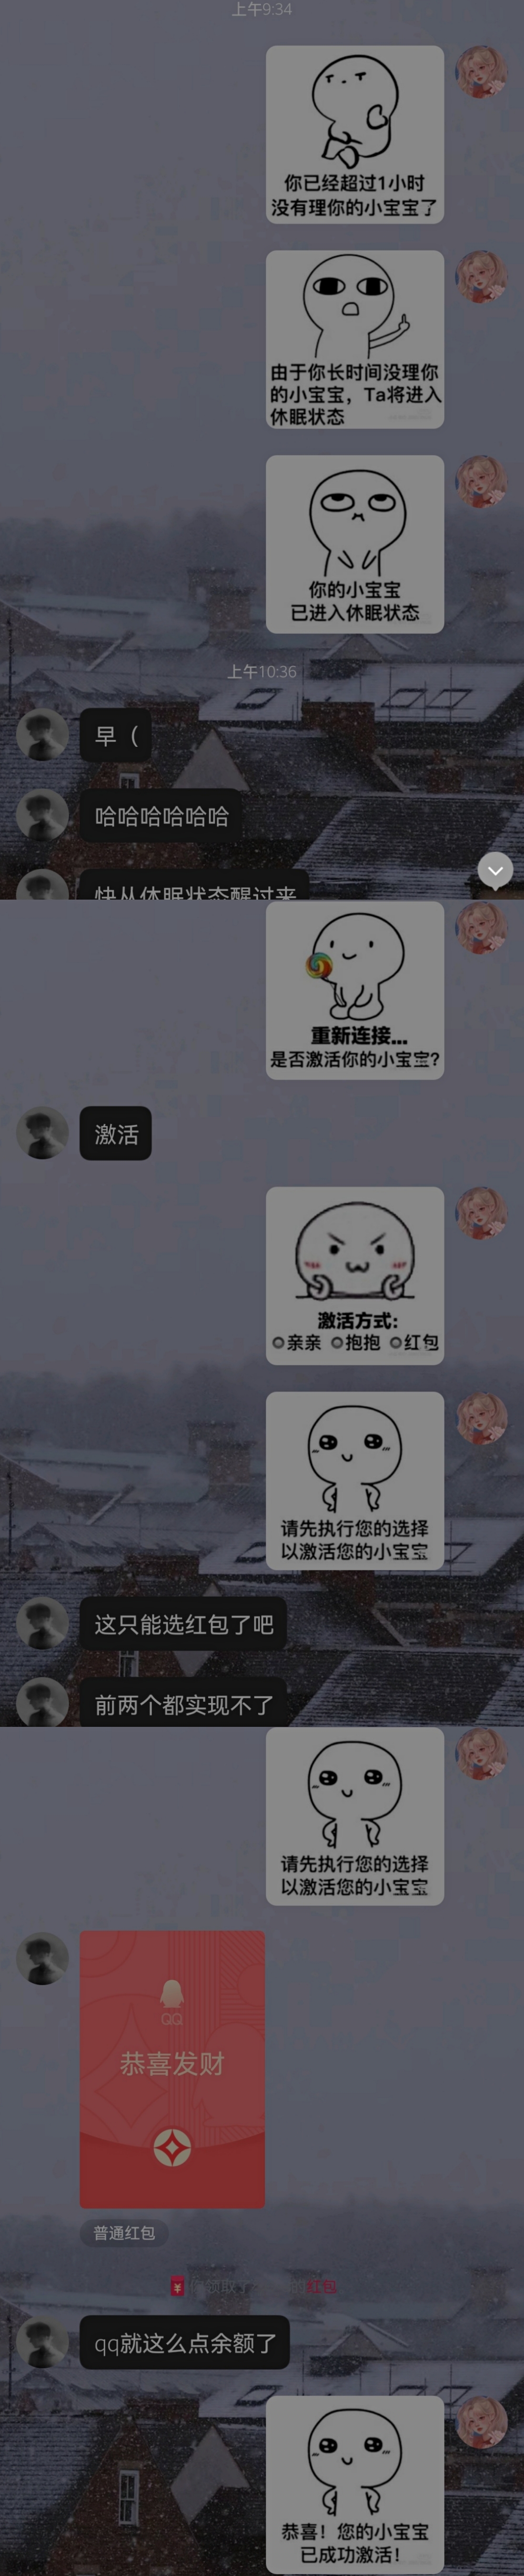 上午9:34
你已经超过1小时
没有理你的小宝宝了
由于你长时间没理你
的小宝宝，Ta将进入
休眠状态
你的小宝宝
已进入休眠状态
上午10:36
早（
哈哈哈哈哈哈
快从休眠状态醒过来
重新连接...
是否激活你的小宝宝?
激活
激活方式:
亲亲 抱抱 红包
请先执行您的选择
以激活您的小宝宝
这只能选红包了吧
前两个都实现不了
请先执行您的选择
以激活您的小宝宝
QQ
恭喜发财
普通红包
领取了
红包
qq就这么点余额了
恭喜！您的小宝宝
已成功激活！